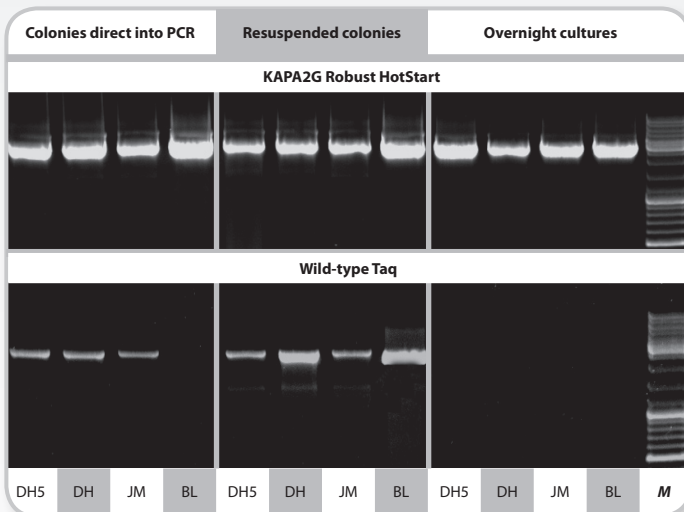 Colonies direct into PCR Resuspended colonies Overnight cultures
KAPA2G Robust HotStart
Wild-type Taq
DH5 DH JM BL DH5 DH JM BL DH5 DH JM BL M